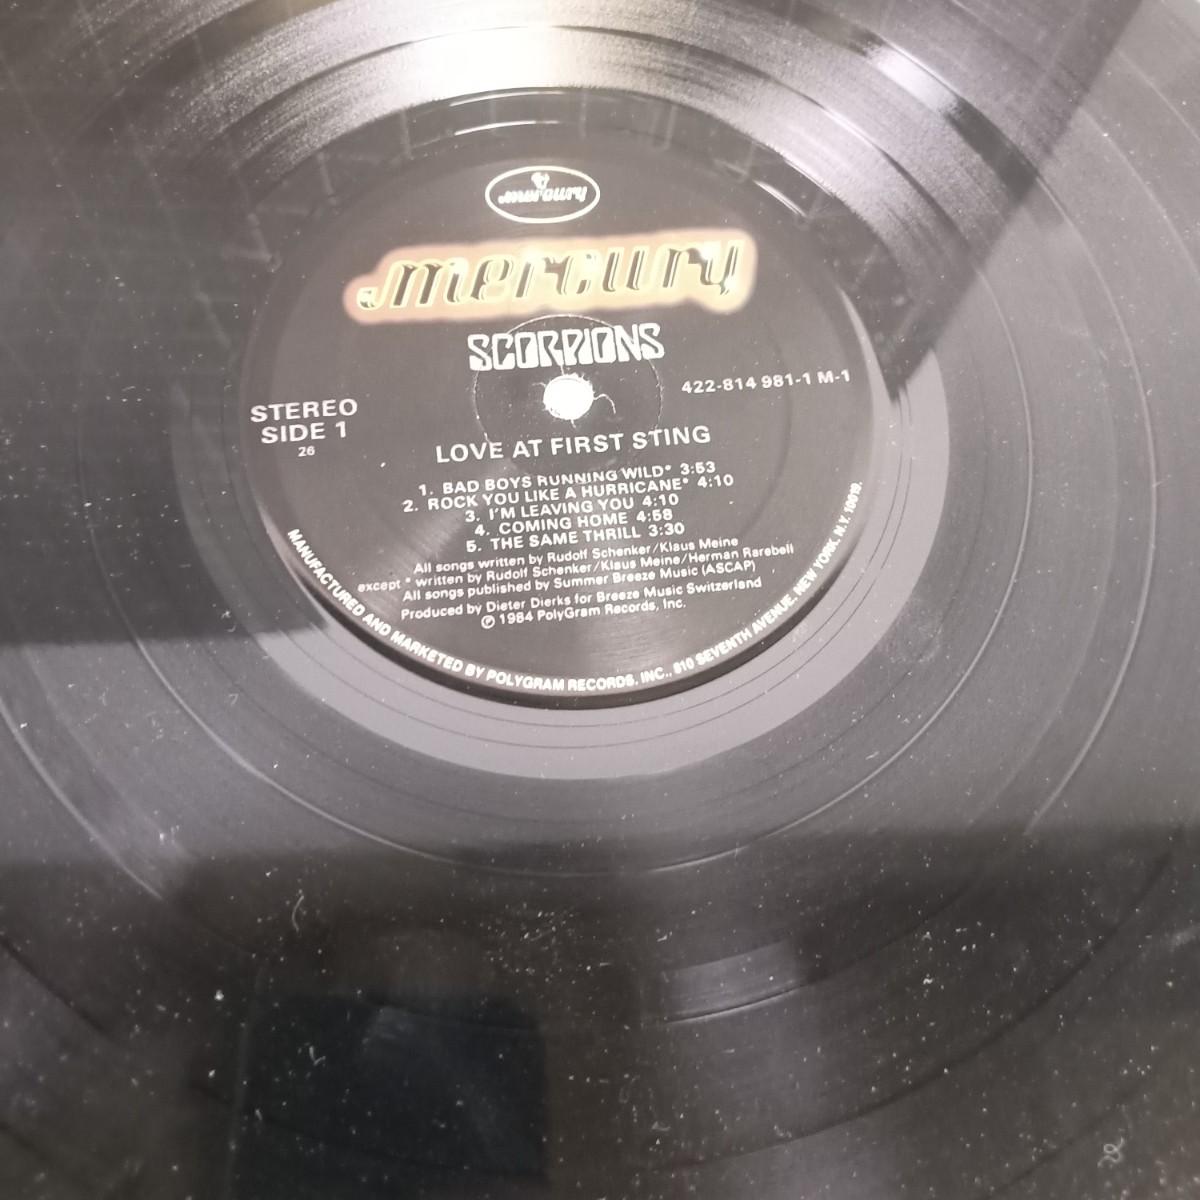 mercury
mercury
SCORPIONS
422-814 981-1 M-1
STEREO
SIDE 1
26
LOVE AT FIRST STING
1. BAD BOYS RUNNING WILD* 3:53
2. ROCK YOU LIKE A HURRICANE* 4:10
3. I'M LEAVING YOU 4:10
4. COMING HOME 4:58
5. THE SAME THRILL 3:30
All songs written by Rudolf Schenker/Klaus Meine
except * written by Rudolf Schenker/Klaus Meine/Herman Rarebell
All songs published by Summer Breeze Music (ASCAP)
Produced by Dieter Dierks for Breeze Music Switzerland
℗ 1984 PolyGram Records, Inc.
MANUFACTURED AND MARKETED BY POLYGRAM RECORDS, INC., 810 SEVENTH AVENUE, NEW YORK, N.Y. 10019.